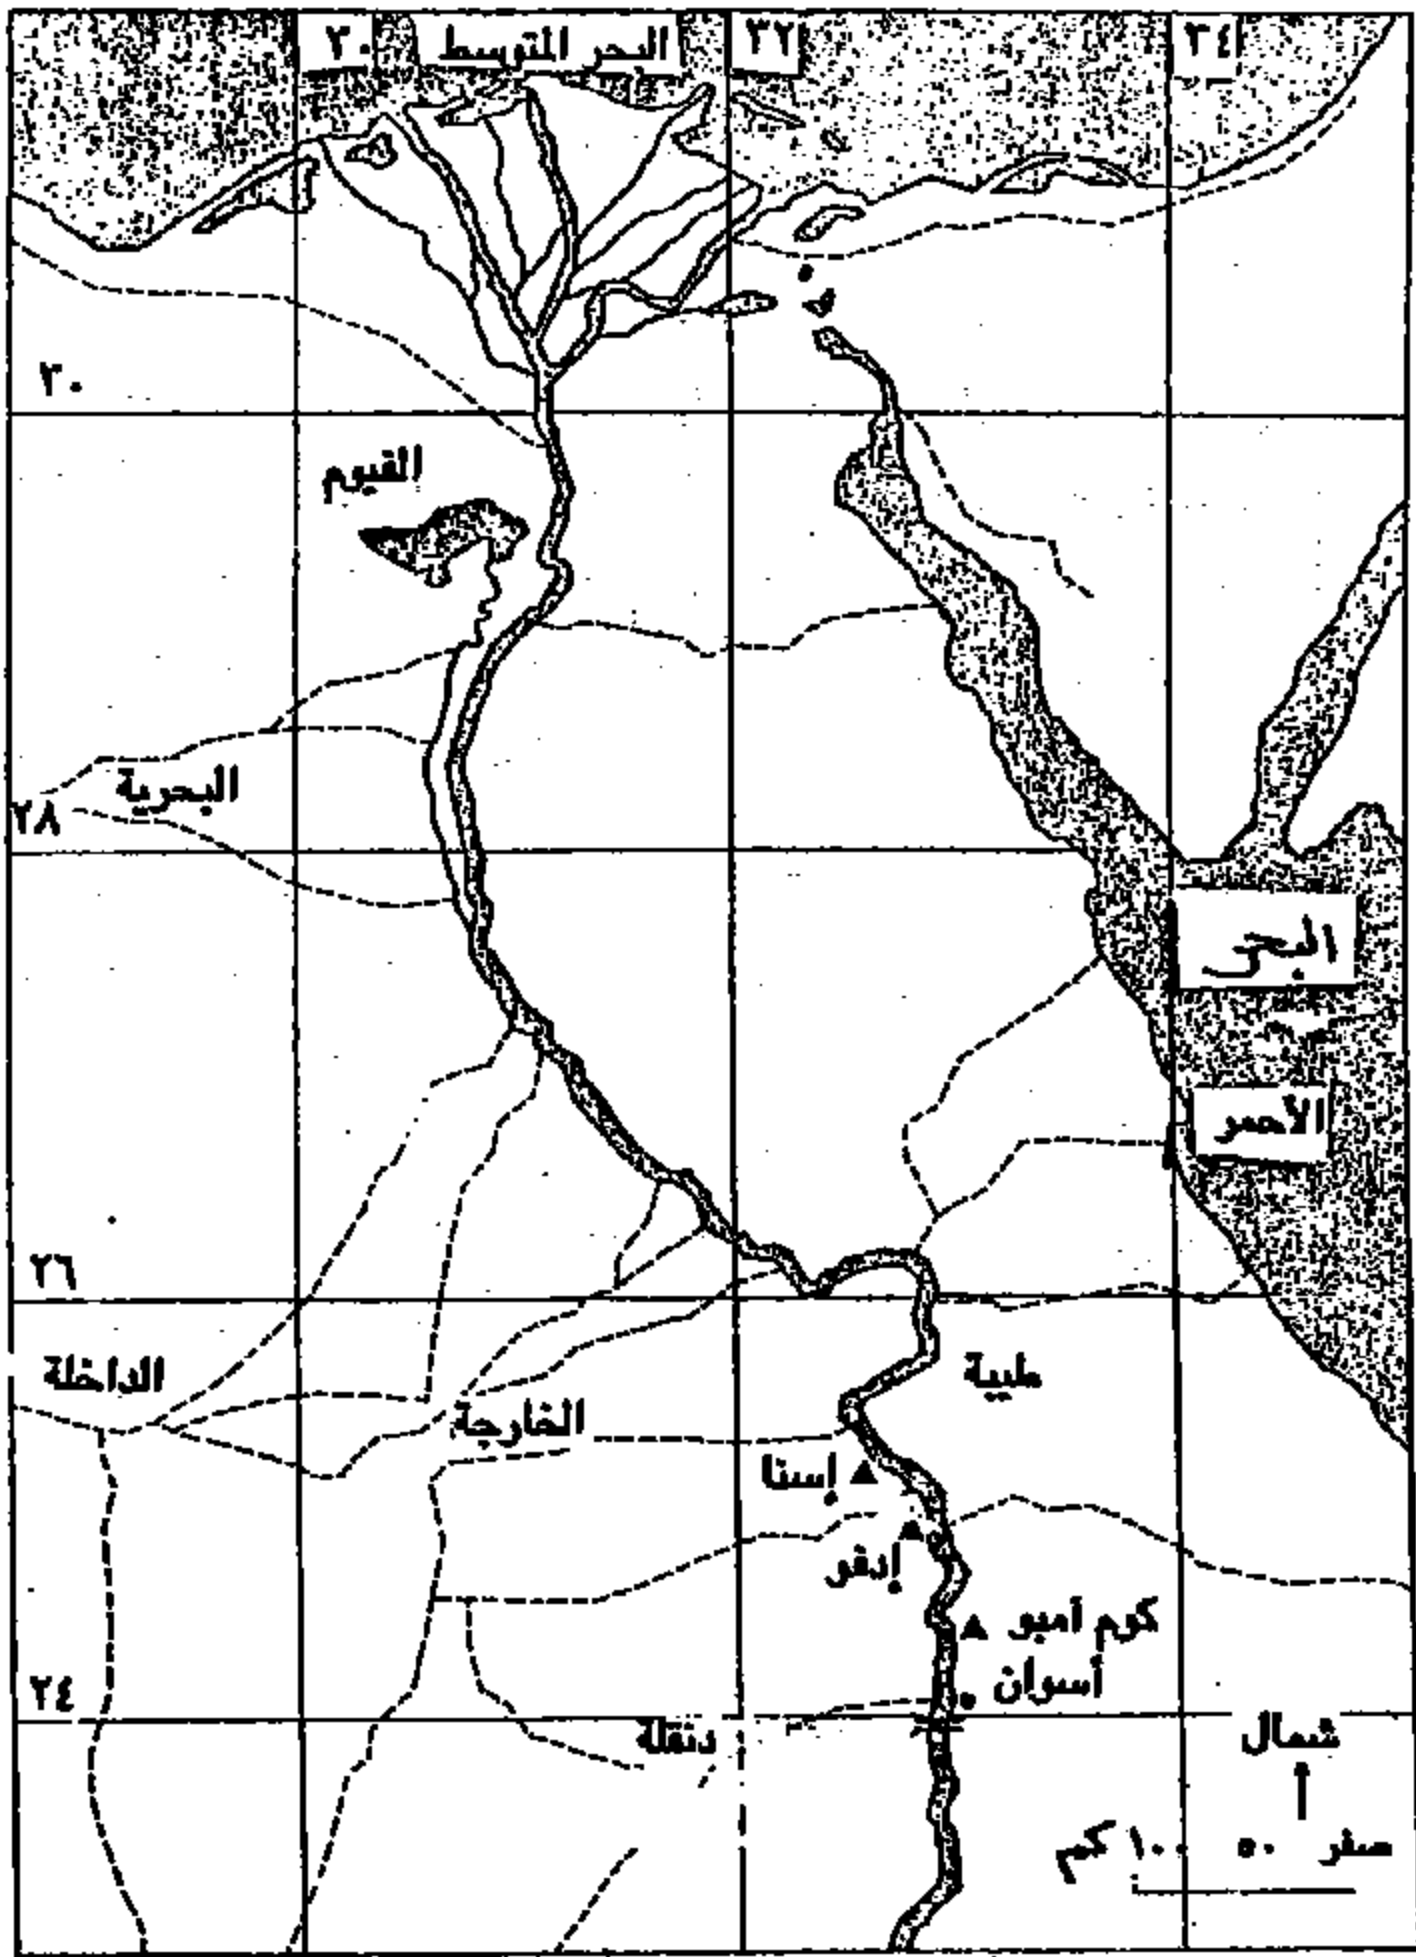 ٣٠ البحر المتوسط ٣٢ ٣٤
٣٠
الفيوم
البحرية
٢٨
البحر
الأحمر
٢٦
الداخلة
طيبة
الخارجة
إسنا
إدفو
كوم أمبو
أسوان
٢٤
دنقلة
شمال
صفر ٥٠ ١٠٠ كم